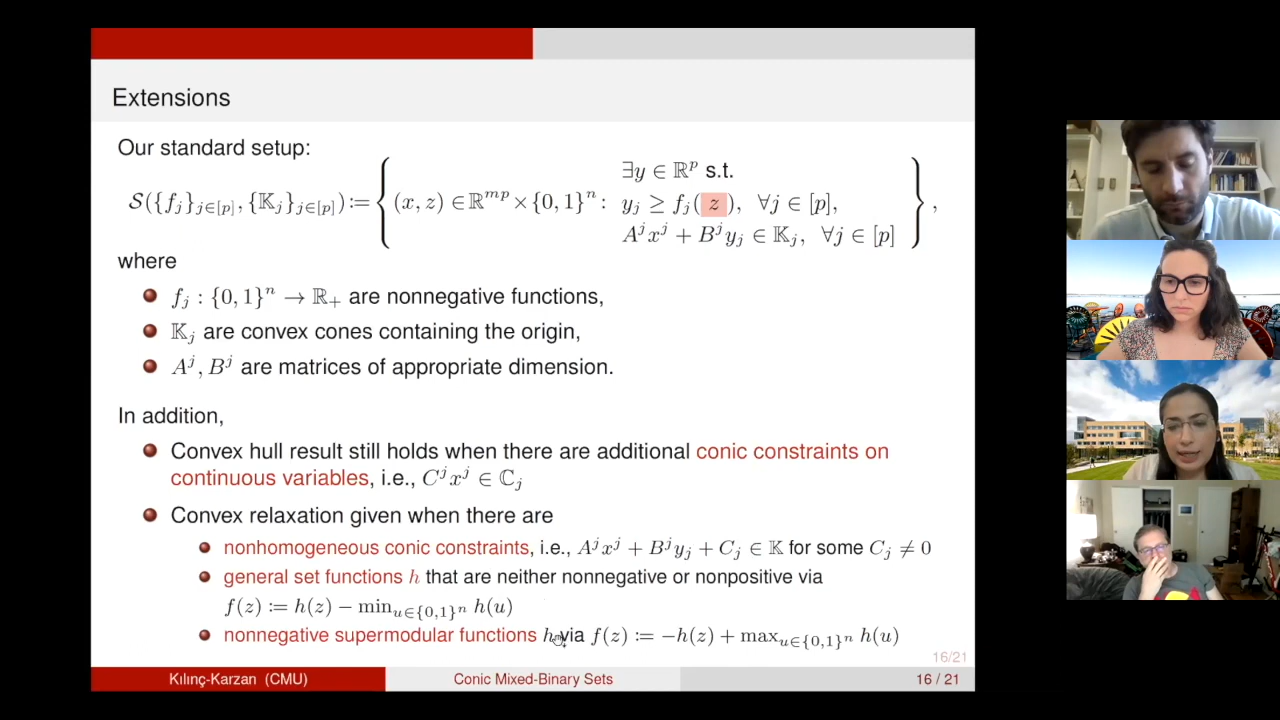 Extensions
Our standard setup:
∃y ∈ ℝ^p s.t.
𝒮({f_j}_{j∈[p]}, {𝕂_j}_{j∈[p]}) := { (x, z) ∈ ℝ^{mp} × {0, 1}^n : y_j ≥ f_j( z ), ∀j ∈ [p], } ,
A^j x^j + B^j y_j ∈ 𝕂_j, ∀j ∈ [p]
where
f_j : {0, 1}^n → ℝ_+ are nonnegative functions,
𝕂_j are convex cones containing the origin,
A^j, B^j are matrices of appropriate dimension.
In addition,
Convex hull result still holds when there are additional conic constraints on
continuous variables, i.e., C^j x^j ∈ ℂ_j
Convex relaxation given when there are
nonhomogeneous conic constraints, i.e., A^j x^j + B^j y_j + C_j ∈ 𝕂 for some C_j ≠ 0
general set functions h that are neither nonnegative or nonpositive via
f(z) := h(z) − min_{u∈{0,1}^n} h(u)
nonnegative supermodular functions h via f(z) := −h(z) + max_{u∈{0,1}^n} h(u)
16/21
Kılınç-Karzan (CMU) Conic Mixed-Binary Sets 16 / 21